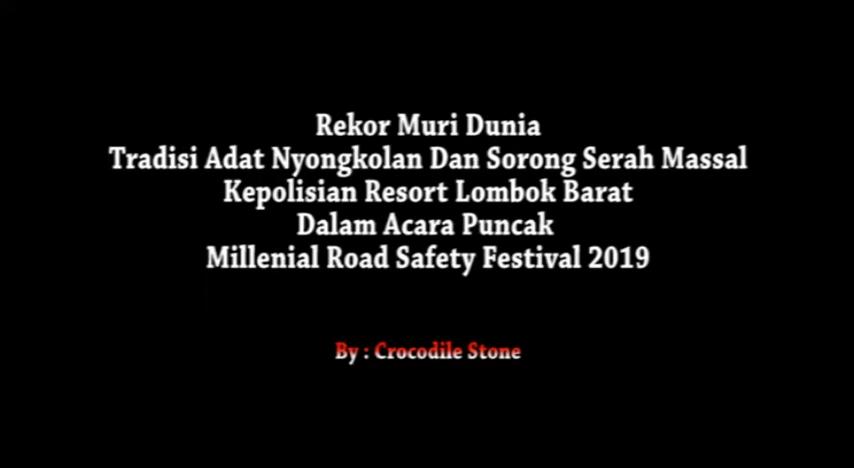 Rekor Muri Dunia
Tradisi Adat Nyongkolan Dan Sorong Serah Massal
Kepolisian Resort Lombok Barat
Dalam Acara Puncak
Millenial Road Safety Festival 2019
By : Crocodile Stone